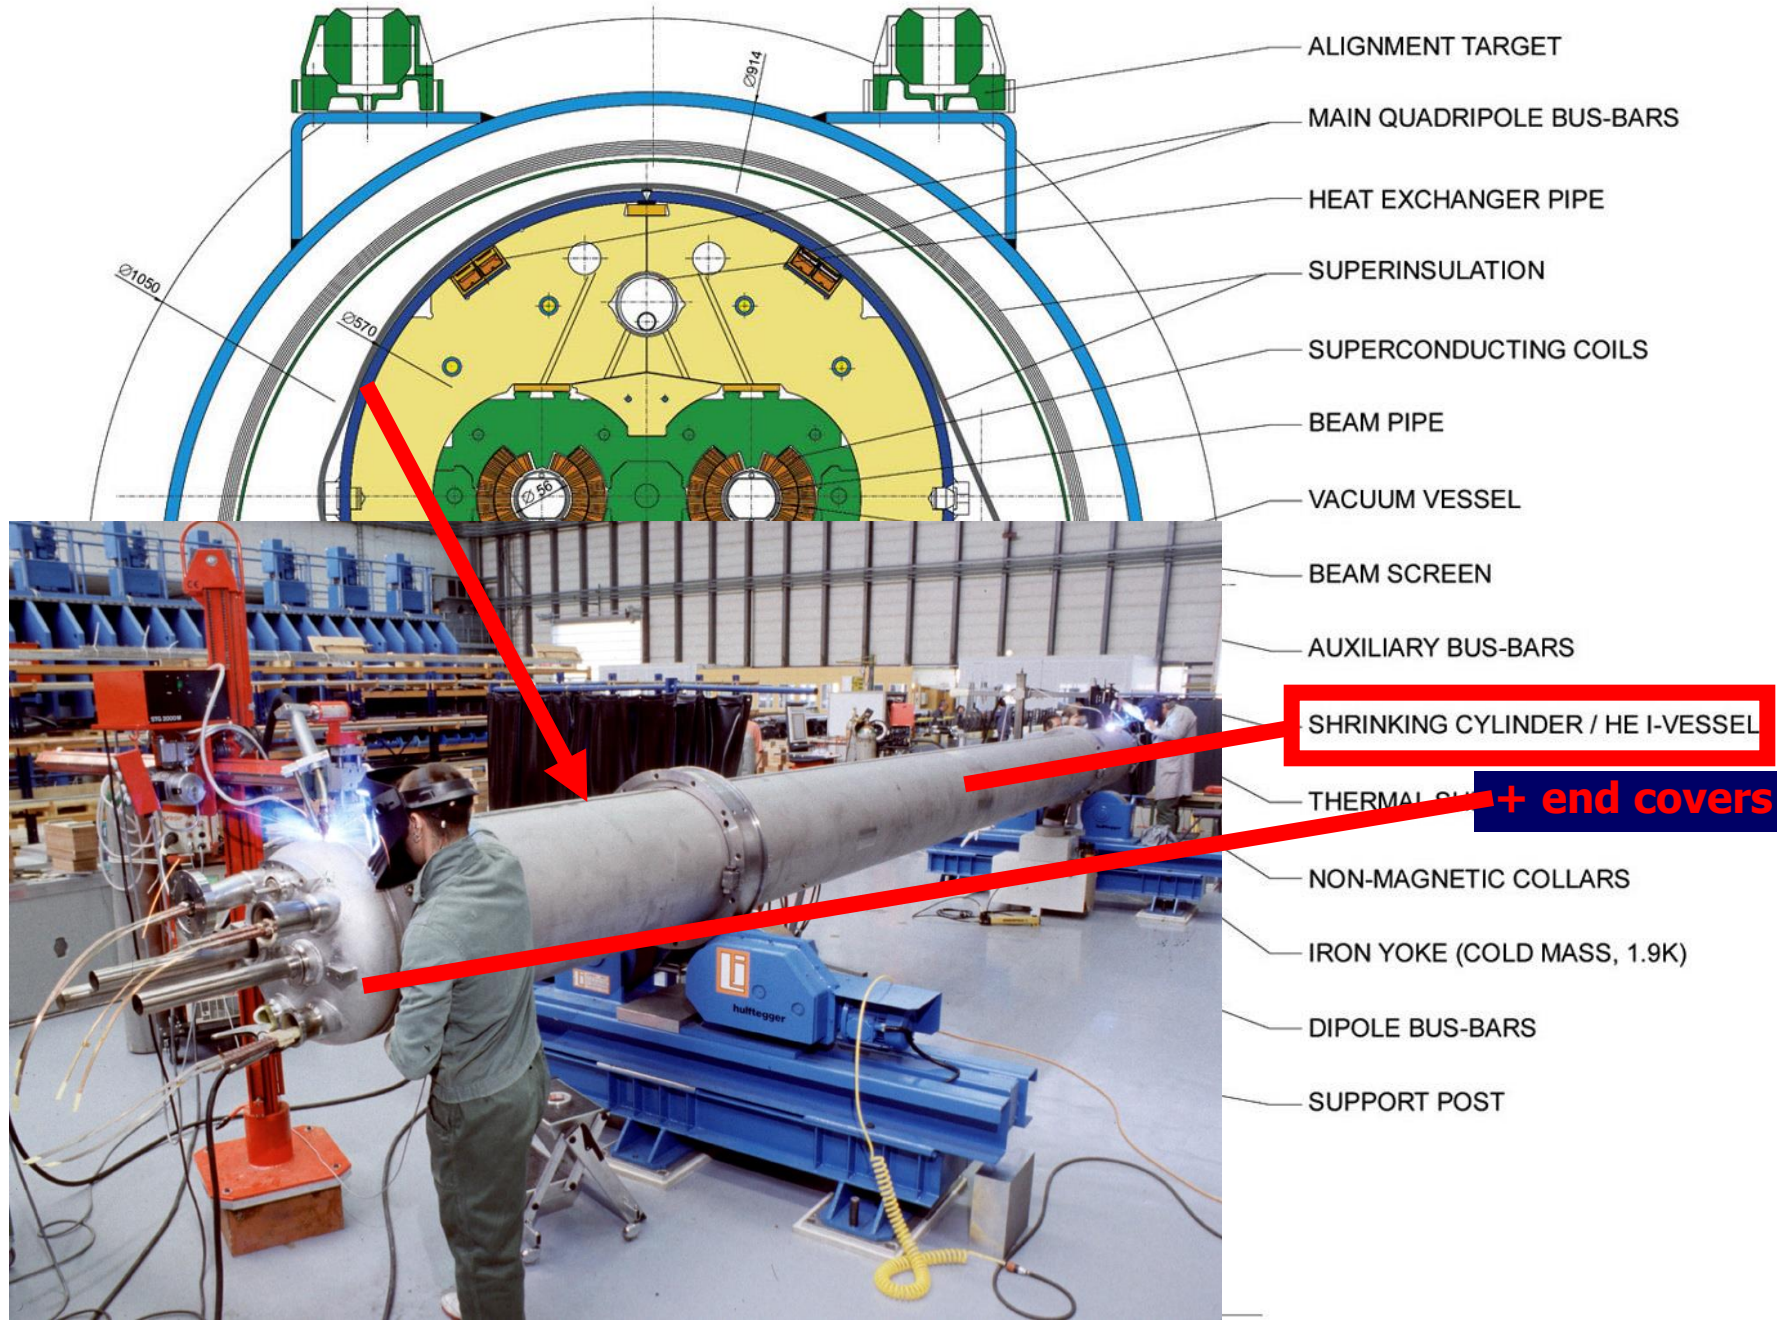 ALIGNMENT TARGET
Ø914
MAIN QUADRIPOLE BUS-BARS
HEAT EXCHANGER PIPE
SUPERINSULATION
Ø1050
Ø570
SUPERCONDUCTING COILS
BEAM PIPE
Ø 56
VACUUM VESSEL
BEAM SCREEN
AUXILIARY BUS-BARS
SHRINKING CYLINDER / HE I-VESSEL
THERMAL
+ end covers
NON-MAGNETIC COLLARS
IRON YOKE (COLD MASS, 1.9K)
DIPOLE BUS-BARS
SUPPORT POST
Li
hulftegger